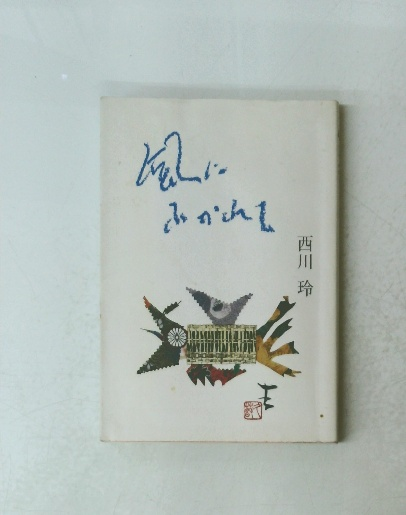 風に
ふかれて
西川 玲